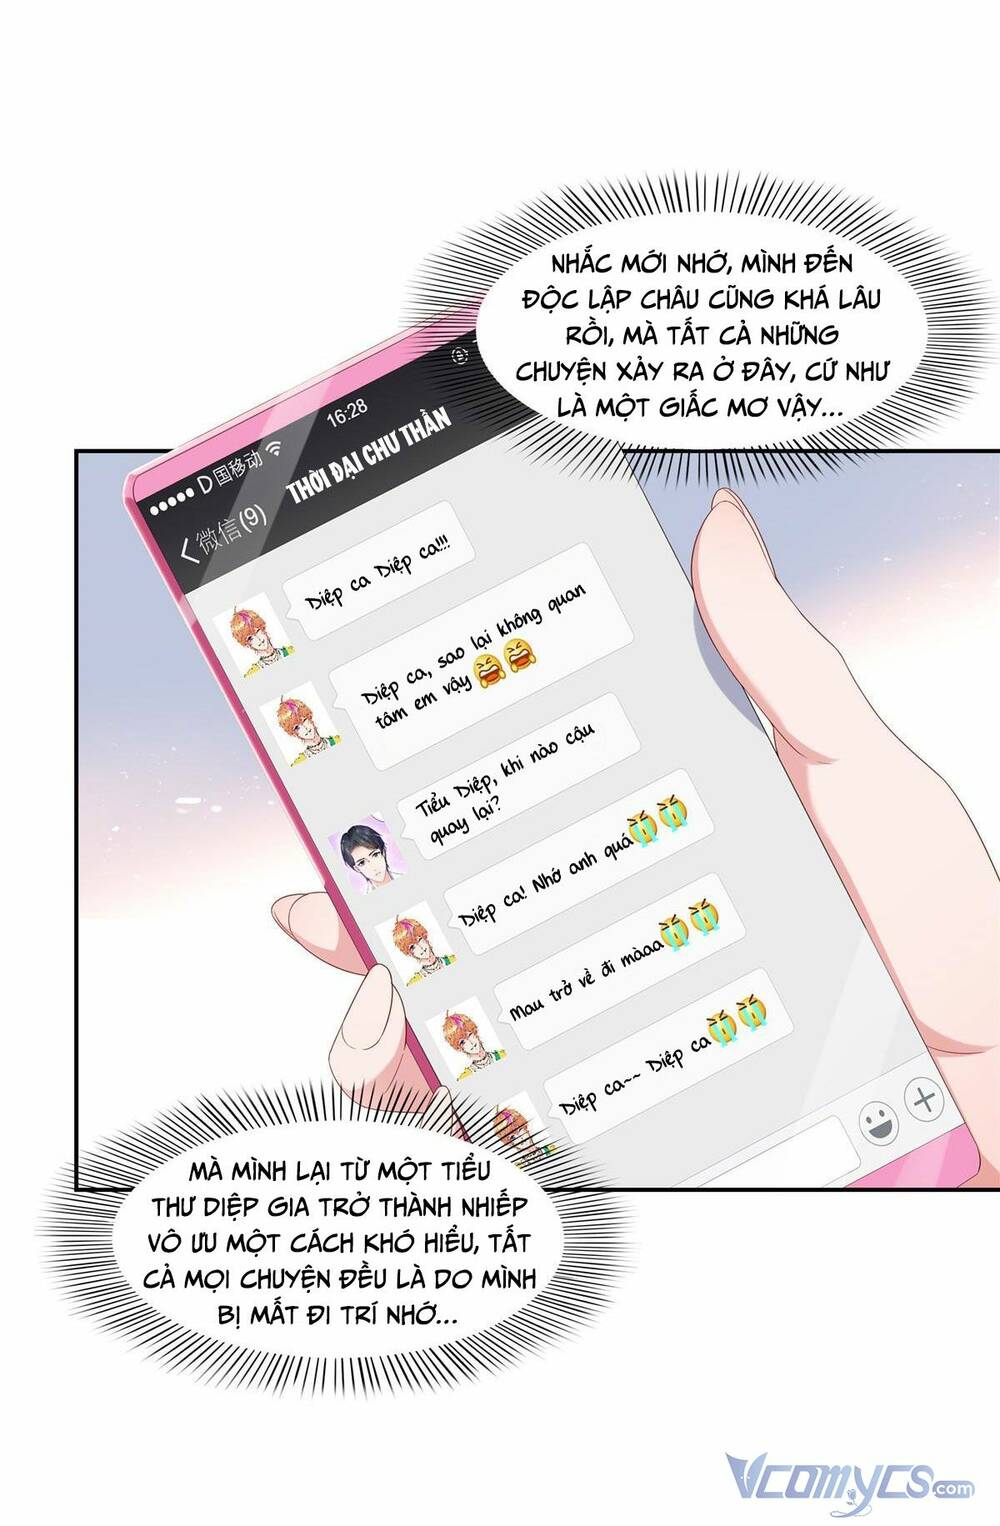 NHẮC MỚI NHỚ, MÌNH ĐẾN
ĐỘC LẬP CHÂU CŨNG KHÁ LÂU
RỒI, MÀ TẤT CẢ NHỮNG
CHUYỆN XẢY RA Ở ĐÂY, CỨ NHƯ
LÀ MỘT GIẤC MƠ VẬY...
D国移动
16:28
微信(9)
THỜI ĐẠI CHƯ THẦN
Diệp ca Diệp ca!!!
Diệp ca, sao lại không quan
tâm em vậy
Tiểu Diệp, khi nào cậu
quay lại?
Diệp ca! Nhớ anh quá
Mau trở về đi màaa
Diệp ca~~ Diệp ca
MÀ MÌNH LẠI TỪ MỘT TIỂU
THƯ DIỆP GIA TRỞ THÀNH NHIẾP
VÔ ƯU MỘT CÁCH KHÓ HIỂU, TẤT
CẢ MỌI CHUYỆN ĐỀU LÀ DO MÌNH
BỊ MẤT ĐI TRÍ NHỚ...
VCOMYCS.com